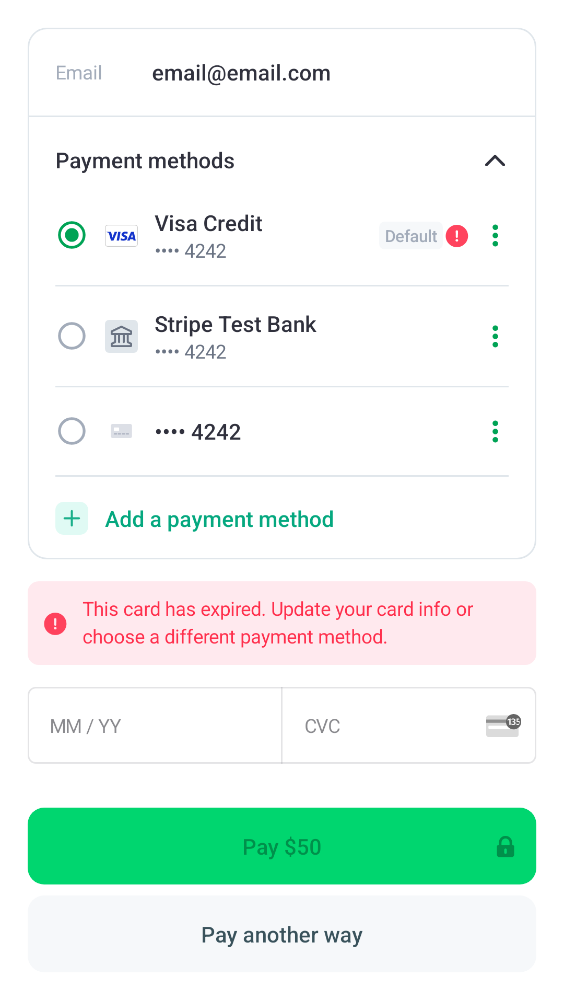 Email email@email.com
Payment methods
VISA Visa Credit Default !
•••• 4242
Stripe Test Bank
•••• 4242
•••• 4242
+ Add a payment method
! This card has expired. Update your card info or
choose a different payment method.
MM / YY CVC 135
Pay $50
Pay another way